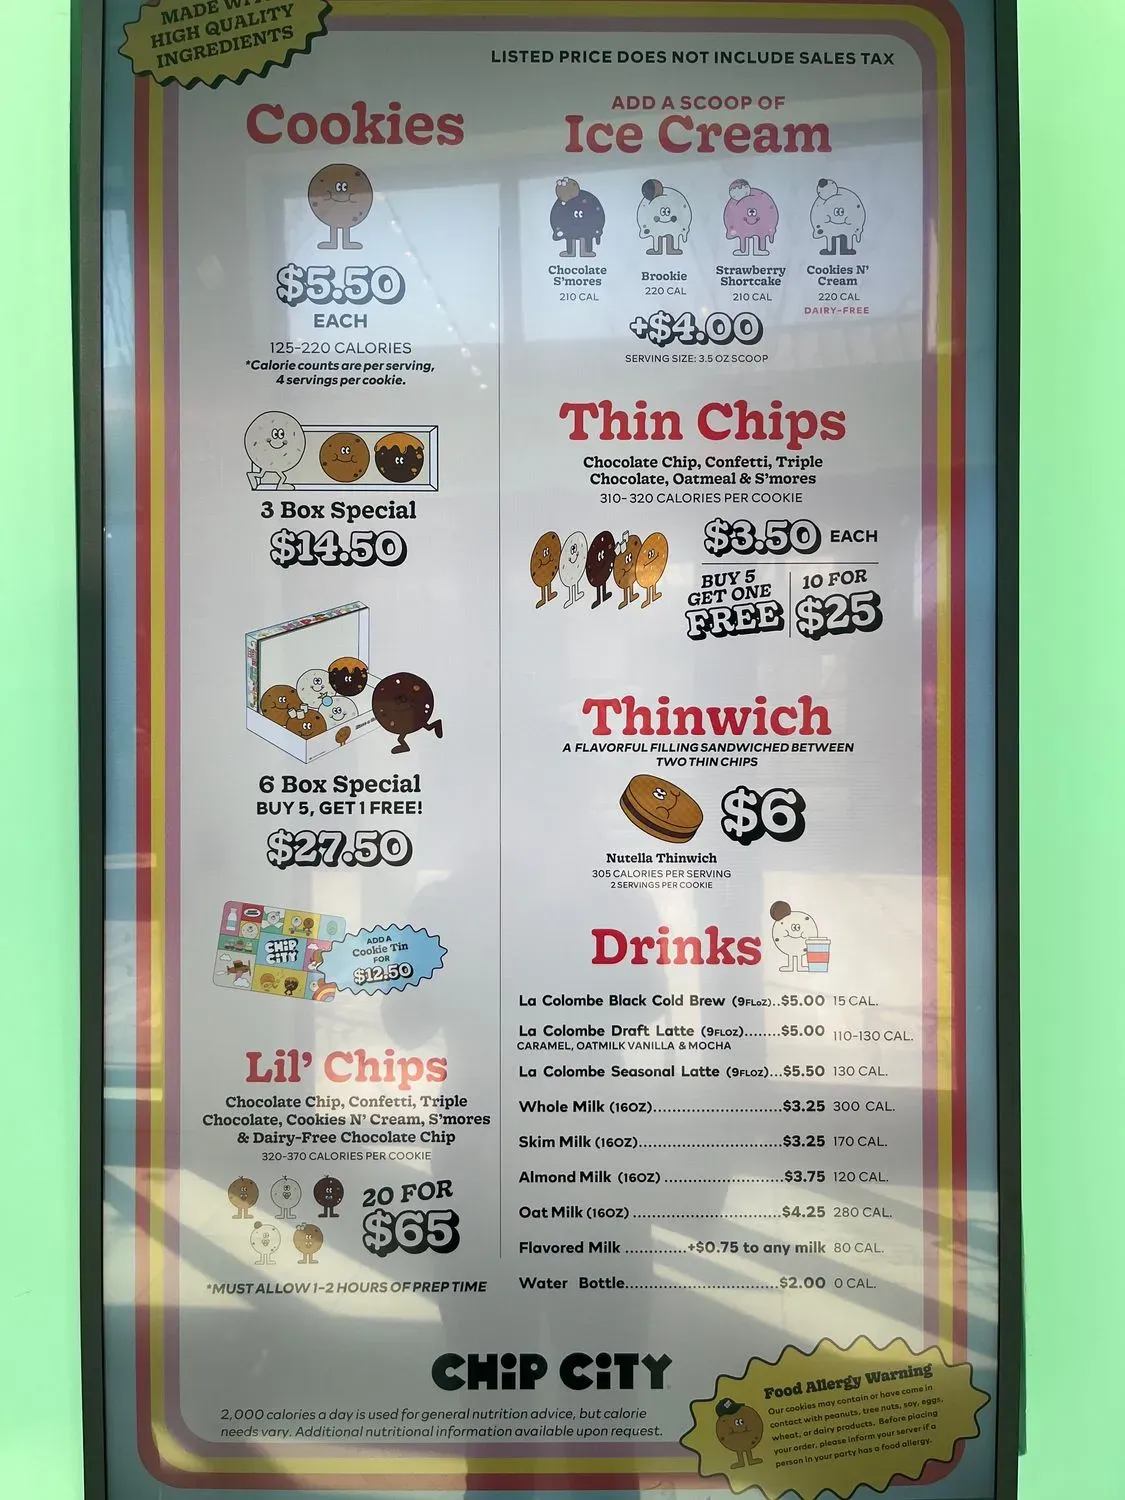 MADE WITH
HIGH QUALITY
INGREDIENTS
LISTED PRICE DOES NOT INCLUDE SALES TAX
Cookies
$5.50
EACH
125-220 CALORIES
*Calorie counts are per serving,
4 servings per cookie.
3 Box Special
$14.50
6 Box Special
BUY 5, GET 1 FREE!
$27.50
CHiP
CiTY
ADD A
Cookie Tin
FOR
$12.50
Lil' Chips
Chocolate Chip, Confetti, Triple
Chocolate, Cookies N' Cream, S'mores
& Dairy-Free Chocolate Chip
320-370 CALORIES PER COOKIE
20 FOR
$65
*MUST ALLOW 1-2 HOURS OF PREP TIME
ADD A SCOOP OF
Ice Cream
Chocolate
S'mores
210 CAL
Brookie
220 CAL
Strawberry
Shortcake
210 CAL
Cookies N'
Cream
220 CAL
DAIRY-FREE
+$4.00
SERVING SIZE: 3.5 OZ SCOOP
Thin Chips
Chocolate Chip, Confetti, Triple
Chocolate, Oatmeal & S'mores
310-320 CALORIES PER COOKIE
$3.50 EACH
BUY 5
GET ONE
FREE
10 FOR
$25
Thinwich
A FLAVORFUL FILLING SANDWICHED BETWEEN
TWO THIN CHIPS
$6
Nutella Thinwich
305 CALORIES PER SERVING
2 SERVINGS PER COOKIE
Drinks
La Colombe Black Cold Brew (9FLoz)..$5.00 15 CAL.
La Colombe Draft Latte (9FLOZ)........$5.00 110-130 CAL.
CARAMEL, OATMILK VANILLA & MOCHA
La Colombe Seasonal Latte (9FLOZ)...$5.50 130 CAL.
Whole Milk (16OZ)............................$3.25 300 CAL.
Skim Milk (16OZ)...............................$3.25 170 CAL.
Almond Milk (16OZ) ..........................$3.75 120 CAL.
Oat Milk (16OZ) ................................$4.25 280 CAL.
Flavored Milk .............+$0.75 to any milk 80 CAL.
Water Bottle.................................$2.00 0 CAL.
CHiP CiTY
2,000 calories a day is used for general nutrition advice, but calorie
needs vary. Additional nutritional information available upon request.
Food Allergy Warning
Our cookies may contain or have come in
contact with peanuts, tree nuts, soy, eggs,
wheat, or dairy products. Before placing
your order, please inform your server if a
person in your party has a food allergy.